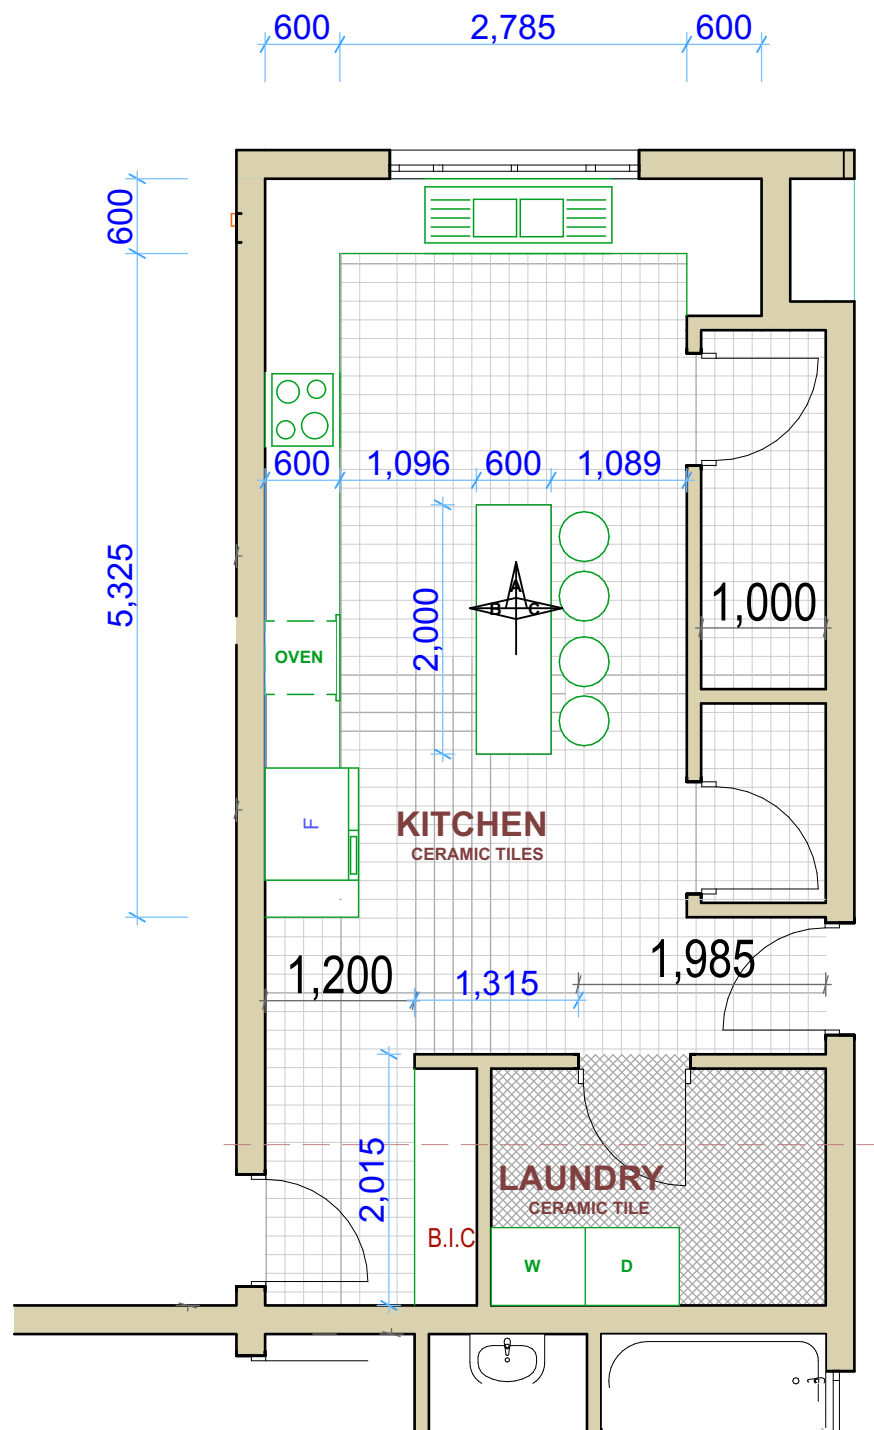 600 2,785 600
600
600 1,096 600 1,089
5,325
2,000
A
B C
1,000
OVEN
F
KITCHEN
CERAMIC TILES
1,200 1,315 1,985
2,015
LAUNDRY
CERAMIC TILE
B.I.C
W D